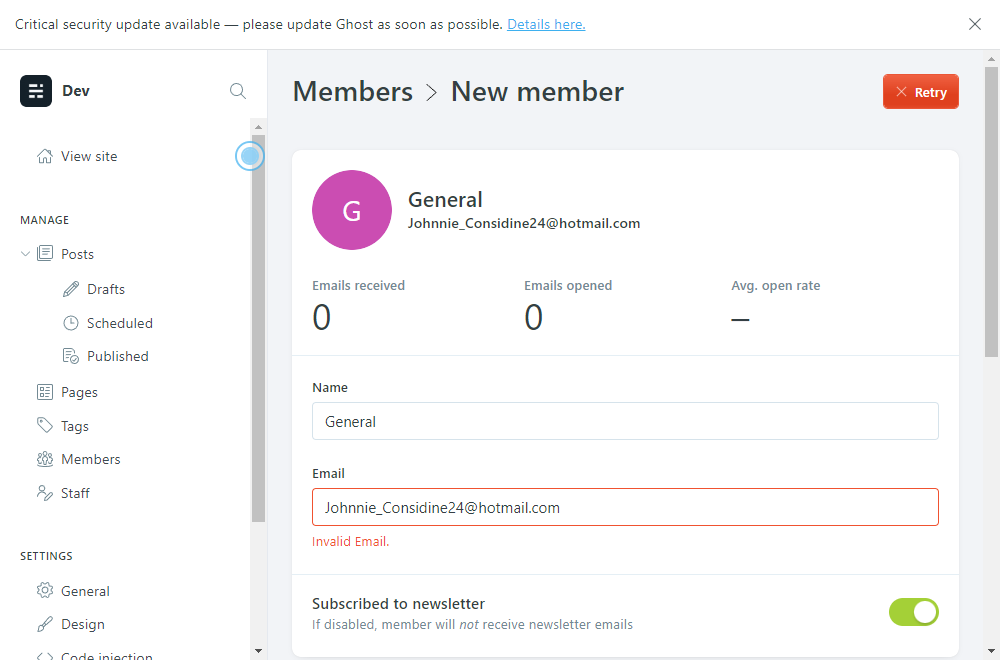 Critical security update available — please update Ghost as soon as possible. Details here.
Dev
View site
MANAGE
Posts
Drafts
Scheduled
Published
Pages
Tags
Members
Staff
SETTINGS
General
Design
Code injection
Members > New member
Retry
G
General
Johnnie_Considine24@hotmail.com
Emails received
0
Emails opened
0
Avg. open rate
–
Name
General
Email
Johnnie_Considine24@hotmail.com
Invalid Email.
Subscribed to newsletter
If disabled, member will not receive newsletter emails